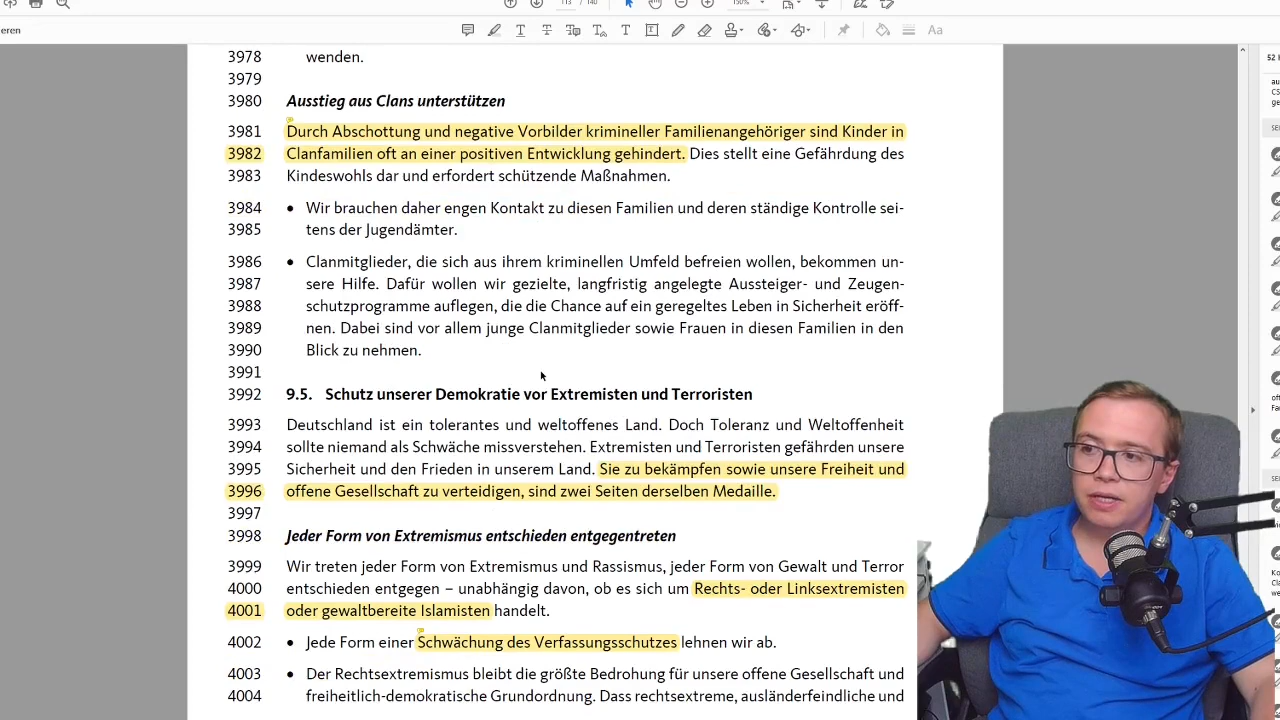 113 / 140
150%
eren
Aa
52
3978 wenden.
3979
3980 Ausstieg aus Clans unterstützen
3981 Durch Abschottung und negative Vorbilder krimineller Familienangehöriger sind Kinder in
3982 Clanfamilien oft an einer positiven Entwicklung gehindert. Dies stellt eine Gefährdung des
3983 Kindeswohls dar und erfordert schützende Maßnahmen.
3984 • Wir brauchen daher engen Kontakt zu diesen Familien und deren ständige Kontrolle sei-
3985 tens der Jugendämter.
3986 • Clanmitglieder, die sich aus ihrem kriminellen Umfeld befreien wollen, bekommen un-
3987 sere Hilfe. Dafür wollen wir gezielte, langfristig angelegte Aussteiger- und Zeugen-
3988 schutzprogramme auflegen, die die Chance auf ein geregeltes Leben in Sicherheit eröff-
3989 nen. Dabei sind vor allem junge Clanmitglieder sowie Frauen in diesen Familien in den
3990 Blick zu nehmen.
3991
3992 9.5. Schutz unserer Demokratie vor Extremisten und Terroristen
3993 Deutschland ist ein tolerantes und weltoffenes Land. Doch Toleranz und Weltoffenheit
3994 sollte niemand als Schwäche missverstehen. Extremisten und Terroristen gefährden unsere
3995 Sicherheit und den Frieden in unserem Land. Sie zu bekämpfen sowie unsere Freiheit und
3996 offene Gesellschaft zu verteidigen, sind zwei Seiten derselben Medaille.
3997
3998 Jeder Form von Extremismus entschieden entgegentreten
3999 Wir treten jeder Form von Extremismus und Rassismus, jeder Form von Gewalt und Terror
4000 entschieden entgegen – unabhängig davon, ob es sich um Rechts- oder Linksextremisten
4001 oder gewaltbereite Islamisten handelt.
4002 • Jede Form einer Schwächung des Verfassungsschutzes lehnen wir ab.
4003 • Der Rechtsextremismus bleibt die größte Bedrohung für unsere offene Gesellschaft und
4004 freiheitlich-demokratische Grundordnung. Dass rechtsextreme, ausländerfeindliche und